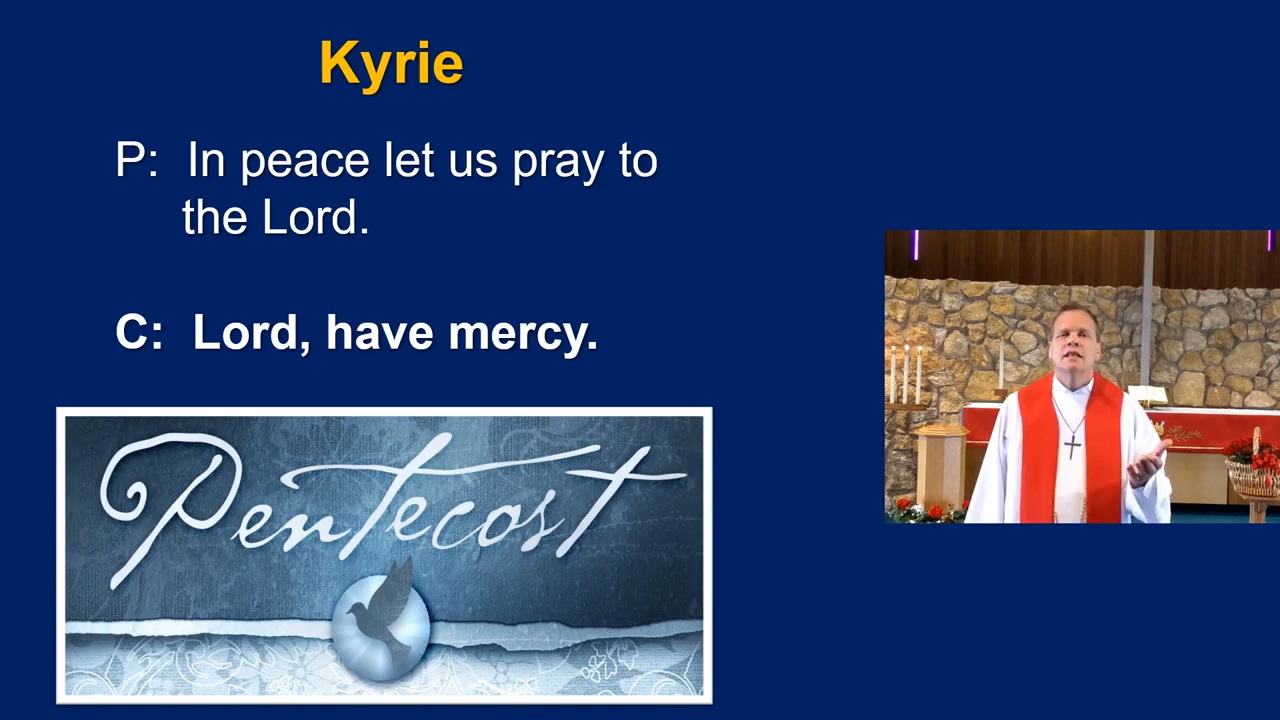 Kyrie
P: In peace let us pray to
the Lord.
C: Lord, have mercy.
Pentecost